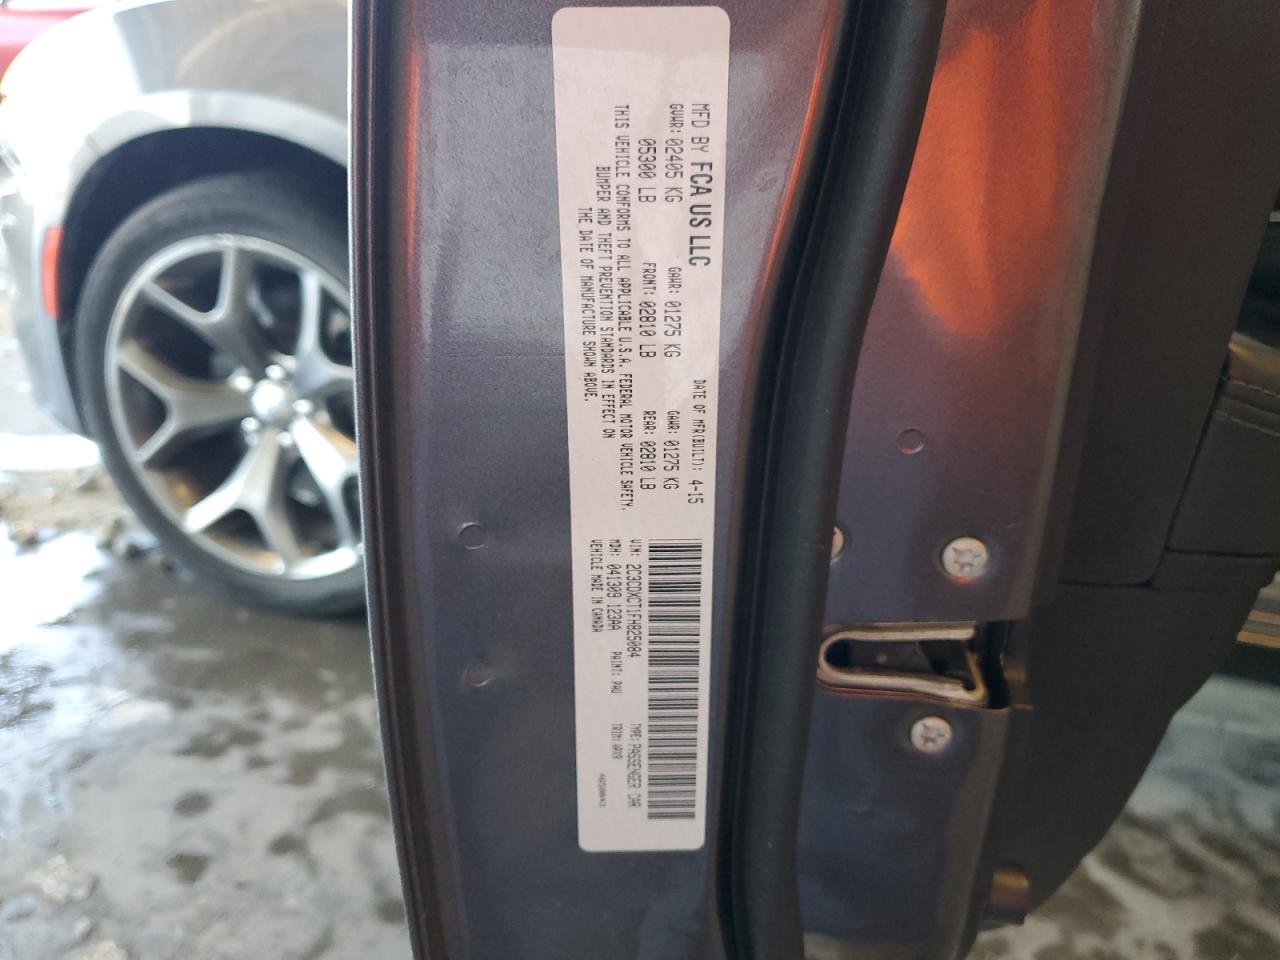 MFD BY FCA US LLC DATE OF MFR(BUILT): 4-15
GVWR: 02405 KG GAWR: 01275 KG GAWR: 01275 KG
05300 LB FRONT: 02810 LB REAR: 02810 LB
THIS VEHICLE CONFORMS TO ALL APPLICABLE U.S.A. FEDERAL MOTOR VEHICLE SAFETY,
BUMPER AND THEFT PREVENTION STANDARDS IN EFFECT ON
THE DATE OF MANUFACTURE SHOWN ABOVE.
VIN: 2C3CDXCT1FH825084 TYPE: PASSENGER CAR
MDH: 041309 123AA PAINT: PAU TRIM:
VEHICLE MADE IN CANADA